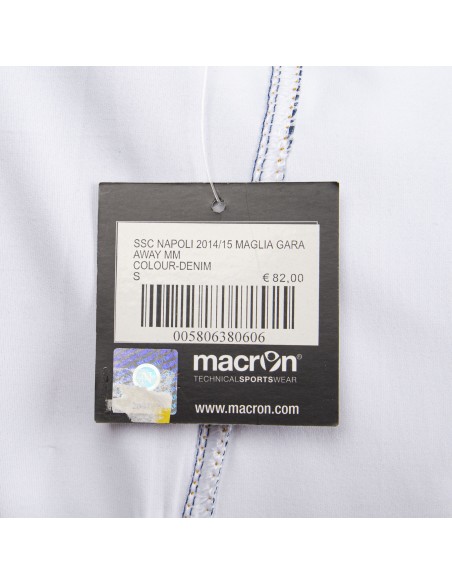 SSC NAPOLI 2014/15 MAGLIA GARA
AWAY MM
COLOUR-DENIM
S € 82,00
005806380606
macron®
TECHNICALSPORTSWEAR
www.macron.com